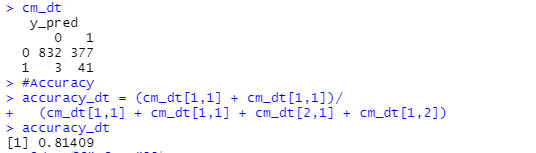 > cm_dt
y_pred
0 1
0 832 377
1 3 41
> #Accuracy
> accuracy_dt = (cm_dt[1,1] + cm_dt[1,1])/
+ (cm_dt[1,1] + cm_dt[1,1] + cm_dt[2,1] + cm_dt[1,2])
> accuracy_dt
[1] 0.81409